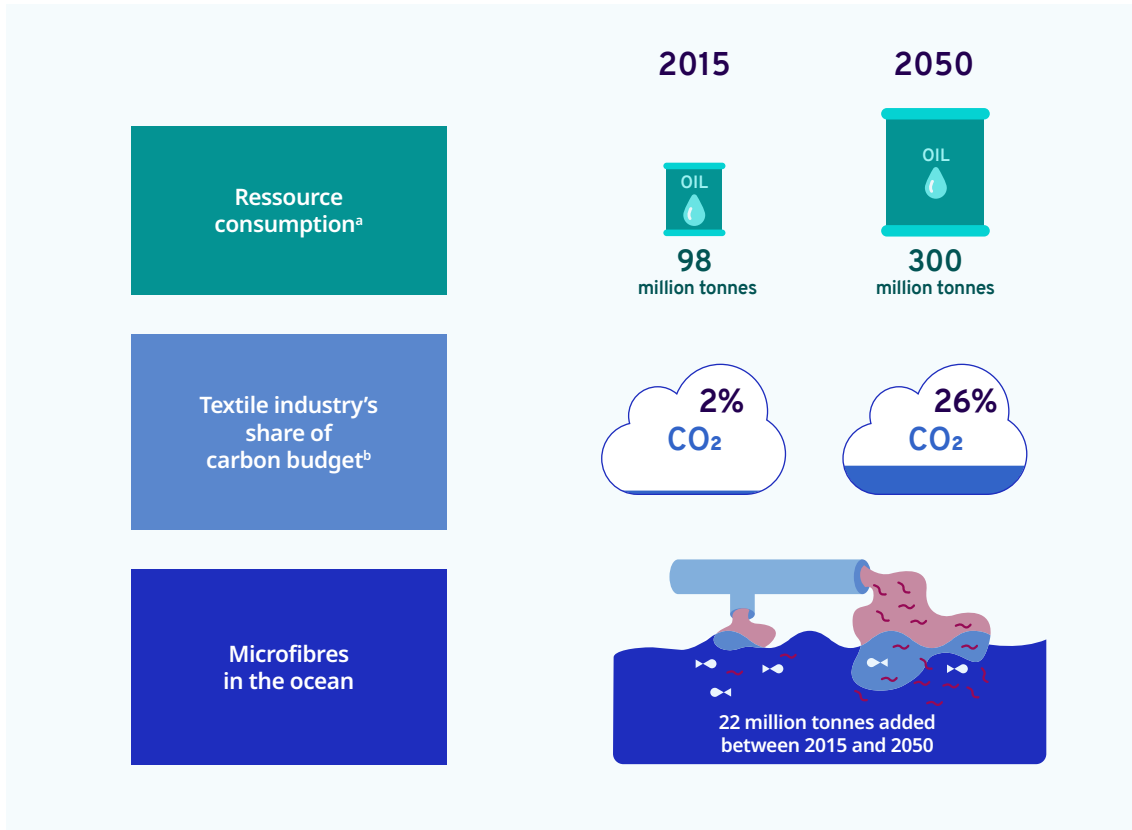 2015
2050
Ressource
consumptionᵃ
OIL
OIL
98
million tonnes
300
million tonnes
Textile industry’s
share of
carbon budgetᵇ
2%
CO₂
26%
CO₂
Microfibres
in the ocean
22 million tonnes added
between 2015 and 2050